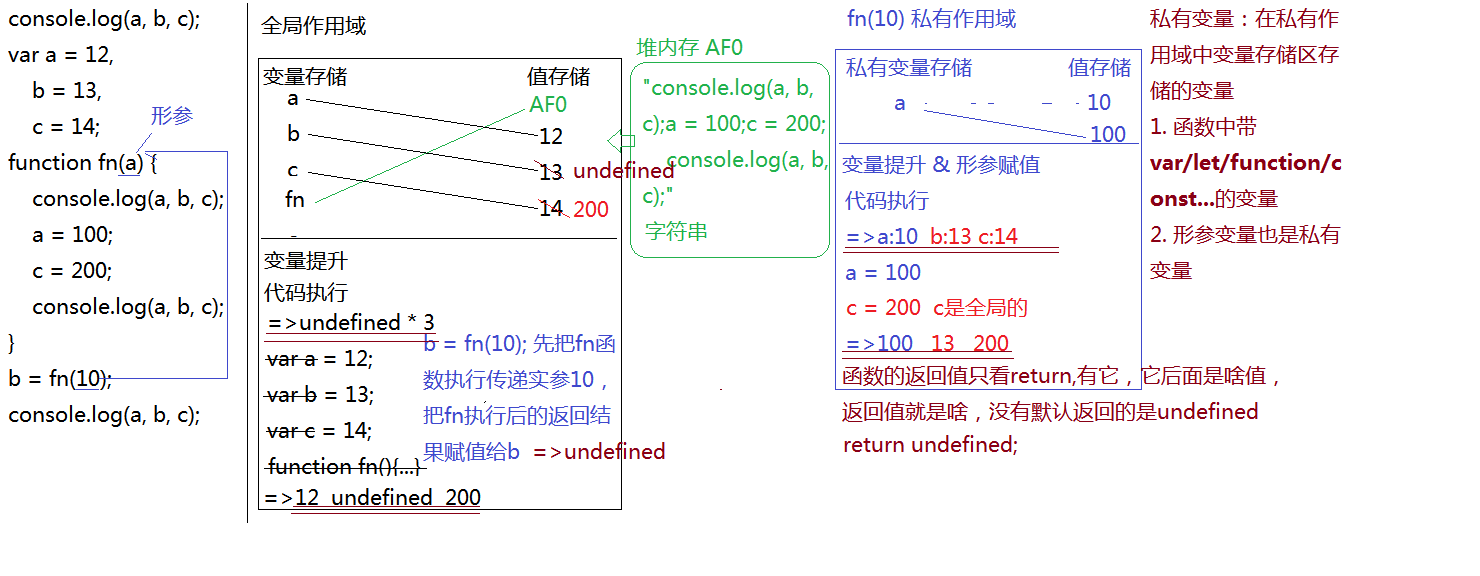 console.log(a, b, c);
var a = 12,
b = 13,
c = 14;
形参
function fn(a) {
console.log(a, b, c);
a = 100;
c = 200;
console.log(a, b, c);
}
b = fn(10);
console.log(a, b, c);
全局作用域
变量存储 值存储
a AF0
b 12
c 13 undefined
fn 14 200
变量提升
代码执行
=>undefined * 3
var a = 12;
var b = 13;
var c = 14;
function fn(){...}
=>12 undefined 200
b = fn(10); 先把fn函
数执行传递实参10，
把fn执行后的返回结
果赋值给b =>undefined
堆内存 AF0
"console.log(a, b,
c);a = 100;c = 200;
console.log(a, b,
c);"
字符串
fn(10) 私有作用域
私有变量存储 值存储
a 10
100
变量提升 & 形参赋值
代码执行
=>a:10 b:13 c:14
a = 100
c = 200 c是全局的
=>100 13 200
函数的返回值只看return,有它，它后面是啥值，
返回值就是啥，没有默认返回的是undefined
return undefined;
私有变量：在私有作
用域中变量存储区存
储的变量
1. 函数中带
var/let/function/c
onst...的变量
2. 形参变量也是私有
变量